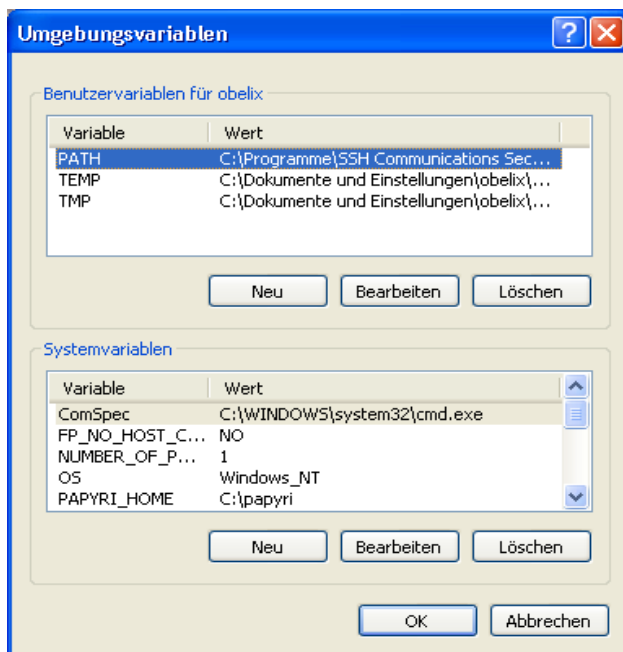 Umgebungsvariablen
Benutzervariablen für obelix
Variable Wert
PATH C:\Programme\SSH Communications Sec...
TEMP C:\Dokumente und Einstellungen\obelix\...
TMP C:\Dokumente und Einstellungen\obelix\...
Neu Bearbeiten Löschen
Systemvariablen
Variable Wert
ComSpec C:\WINDOWS\system32\cmd.exe
FP_NO_HOST_C... NO
NUMBER_OF_P... 1
OS Windows_NT
PAPYRI_HOME C:\papyri
Neu Bearbeiten Löschen
OK Abbrechen